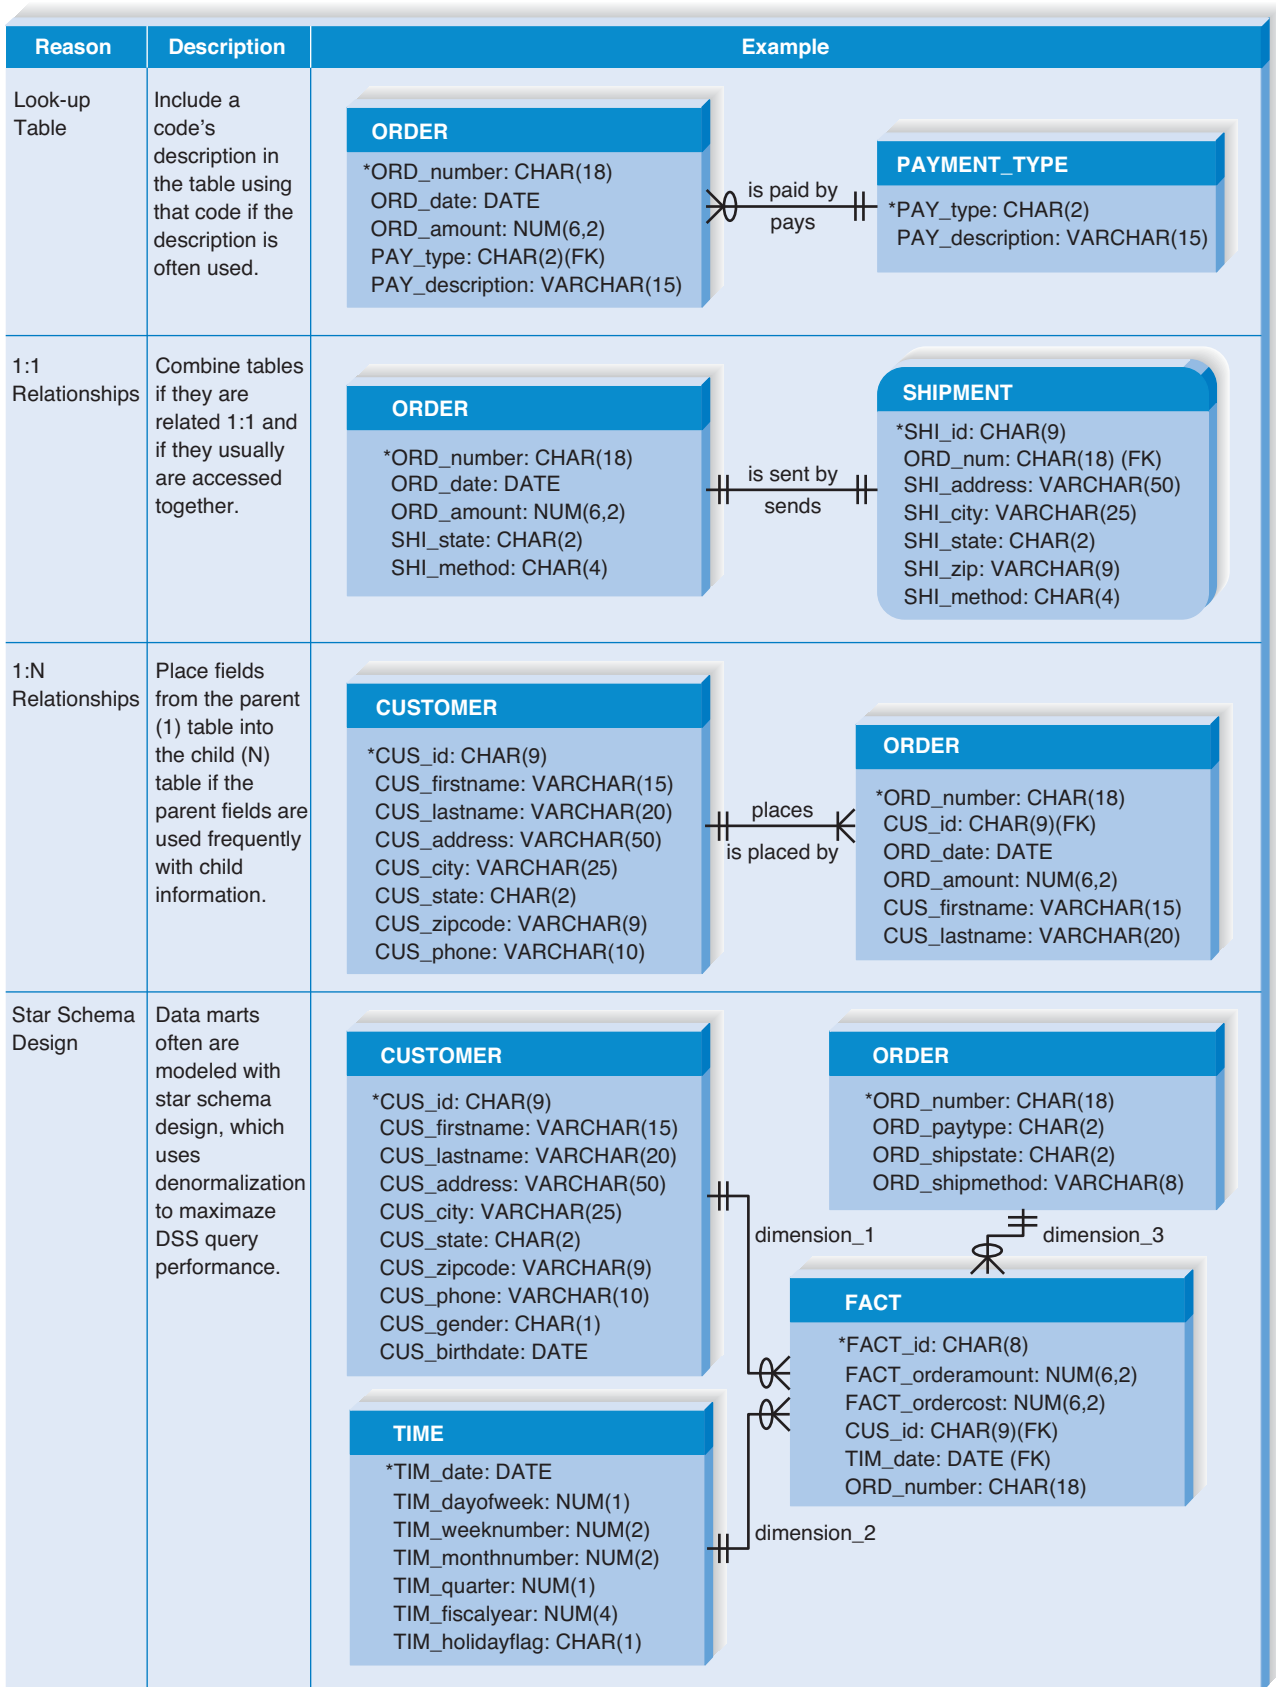 Reason
Description
Example
Look-up
Table
Include a
code's
description in
the table using
that code if the
description is
often used.
ORDER
*ORD_number: CHAR(18)
ORD_date: DATE
ORD_amount: NUM(6,2)
PAY_type: CHAR(2)(FK)
PAY_description: VARCHAR(15)
is paid by
pays
PAYMENT_TYPE
*PAY_type: CHAR(2)
PAY_description: VARCHAR(15)
1:1
Relationships
Combine tables
if they are
related 1:1 and
if they usually
are accessed
together.
ORDER
*ORD_number: CHAR(18)
ORD_date: DATE
ORD_amount: NUM(6,2)
SHI_state: CHAR(2)
SHI_method: CHAR(4)
is sent by
sends
SHIPMENT
*SHI_id: CHAR(9)
ORD_num: CHAR(18) (FK)
SHI_address: VARCHAR(50)
SHI_city: VARCHAR(25)
SHI_state: CHAR(2)
SHI_zip: VARCHAR(9)
SHI_method: CHAR(4)
1:N
Relationships
Place fields
from the parent
(1) table into
the child (N)
table if the
parent fields are
used frequently
with child
information.
CUSTOMER
*CUS_id: CHAR(9)
CUS_firstname: VARCHAR(15)
CUS_lastname: VARCHAR(20)
CUS_address: VARCHAR(50)
CUS_city: VARCHAR(25)
CUS_state: CHAR(2)
CUS_zipcode: VARCHAR(9)
CUS_phone: VARCHAR(10)
places
is placed by
ORDER
*ORD_number: CHAR(18)
CUS_id: CHAR(9)(FK)
ORD_date: DATE
ORD_amount: NUM(6,2)
CUS_firstname: VARCHAR(15)
CUS_lastname: VARCHAR(20)
Star Schema
Design
Data marts
often are
modeled with
star schema
design, which
uses
denormalization
to maximaze
DSS query
performance.
CUSTOMER
*CUS_id: CHAR(9)
CUS_firstname: VARCHAR(15)
CUS_lastname: VARCHAR(20)
CUS_address: VARCHAR(50)
CUS_city: VARCHAR(25)
CUS_state: CHAR(2)
CUS_zipcode: VARCHAR(9)
CUS_phone: VARCHAR(10)
CUS_gender: CHAR(1)
CUS_birthdate: DATE
dimension_1
ORDER
*ORD_number: CHAR(18)
ORD_paytype: CHAR(2)
ORD_shipstate: CHAR(2)
ORD_shipmethod: VARCHAR(8)
dimension_3
FACT
*FACT_id: CHAR(8)
FACT_orderamount: NUM(6,2)
FACT_ordercost: NUM(6,2)
CUS_id: CHAR(9)(FK)
TIM_date: DATE (FK)
ORD_number: CHAR(18)
TIME
*TIM_date: DATE
TIM_dayofweek: NUM(1)
TIM_weeknumber: NUM(2)
TIM_monthnumber: NUM(2)
TIM_quarter: NUM(1)
TIM_fiscalyear: NUM(4)
TIM_holidayflag: CHAR(1)
dimension_2